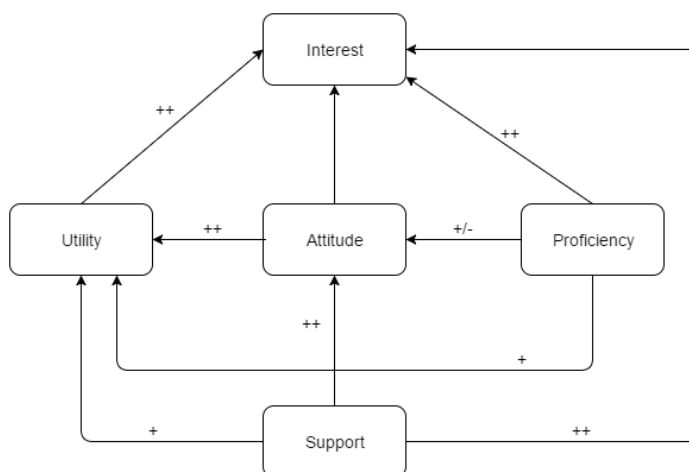 Interest
++
++
Utility
++
Attitude
+/-
Proficiency
++
+
+
Support
++